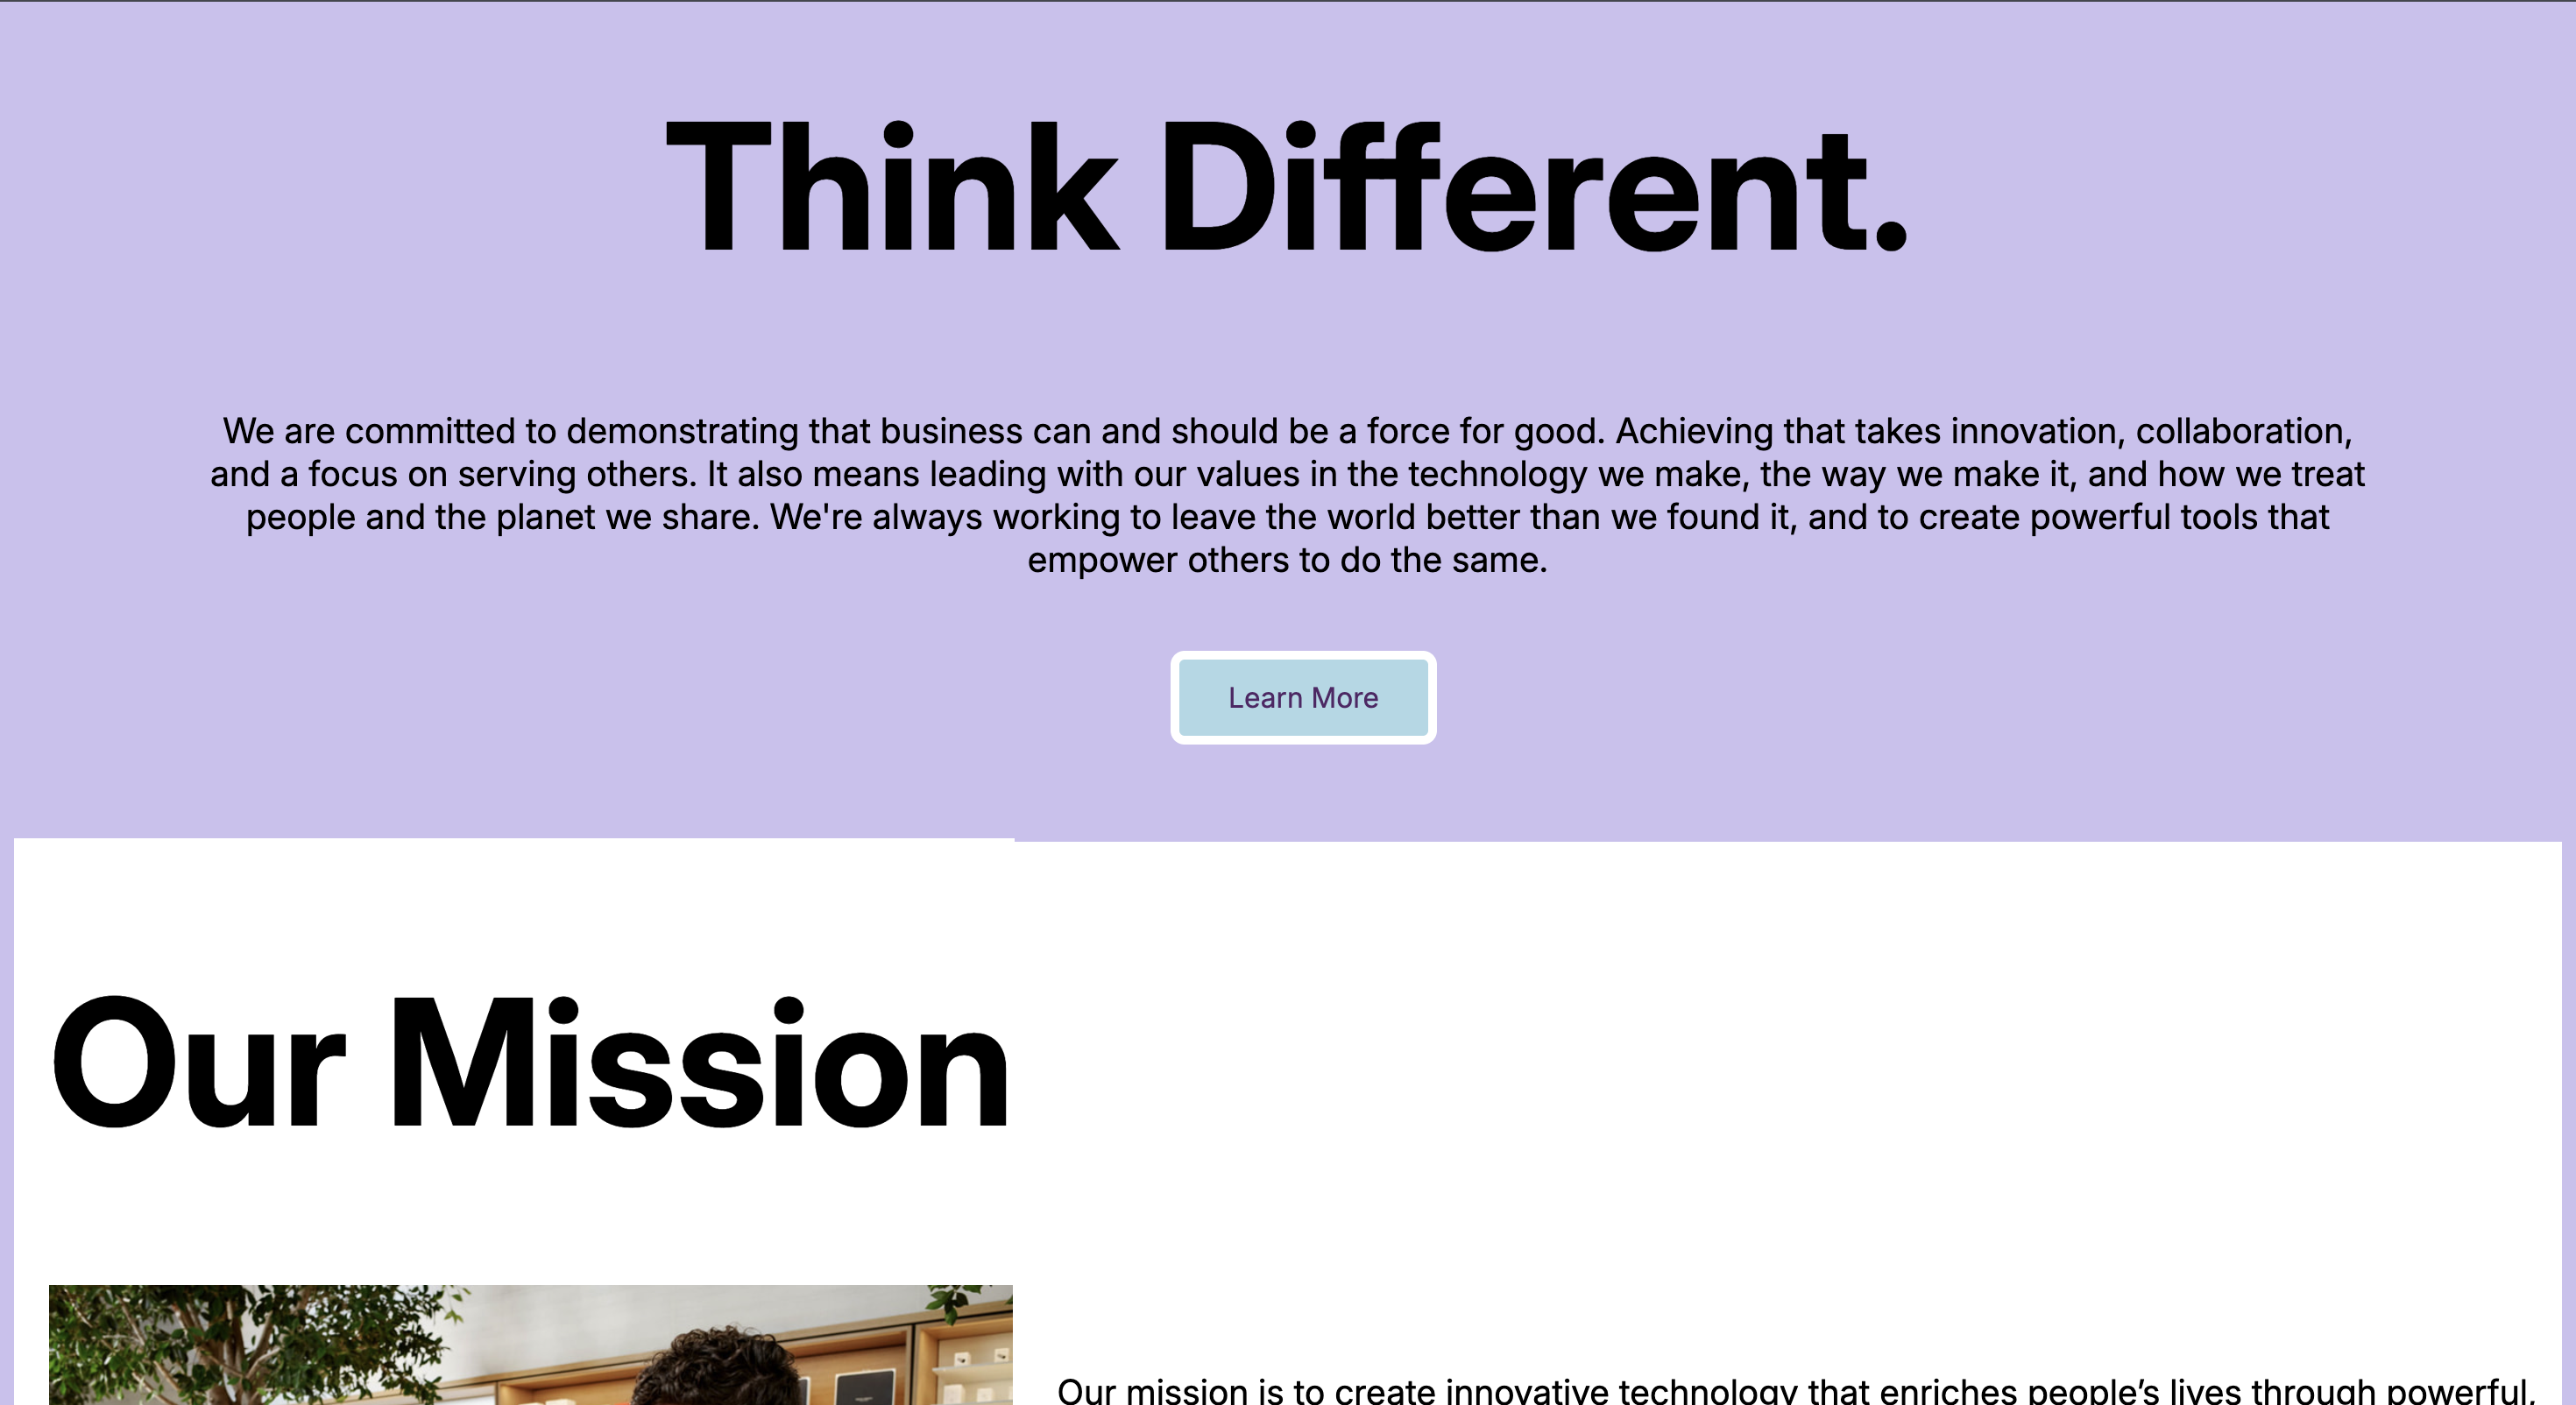 Think Different.
We are committed to demonstrating that business can and should be a force for good. Achieving that takes innovation, collaboration,
and a focus on serving others. It also means leading with our values in the technology we make, the way we make it, and how we treat
people and the planet we share. We're always working to leave the world better than we found it, and to create powerful tools that
empower others to do the same.
Learn More
Our Mission
Our mission is to create innovative technology that enriches people’s lives through powerful,